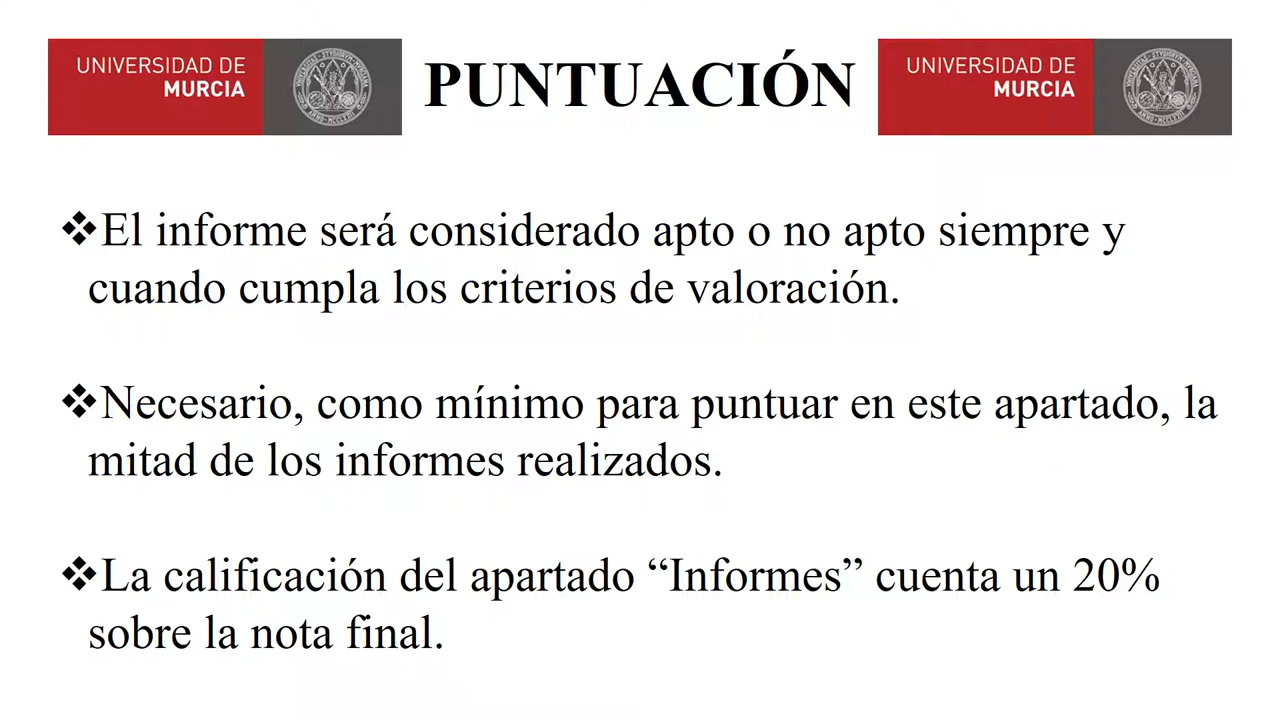 UNIVERSIDAD DE
MURCIA
PUNTUACIÓN
UNIVERSIDAD DE
MURCIA
❖El informe será considerado apto o no apto siempre y
cuando cumpla los criterios de valoración.
❖Necesario, como mínimo para puntuar en este apartado, la
mitad de los informes realizados.
❖La calificación del apartado “Informes” cuenta un 20%
sobre la nota final.